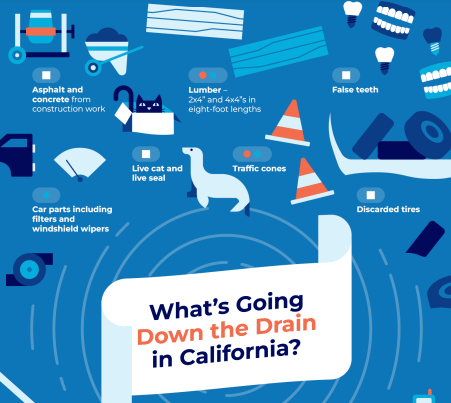 Asphalt and
concrete from
construction work
Lumber –
2x4” and 4x4”s in
eight-foot lengths
False teeth
Live cat and
live seal
Traffic cones
Car parts including
filters and
windshield wipers
Discarded tires
What’s Going
Down the Drain
in California?